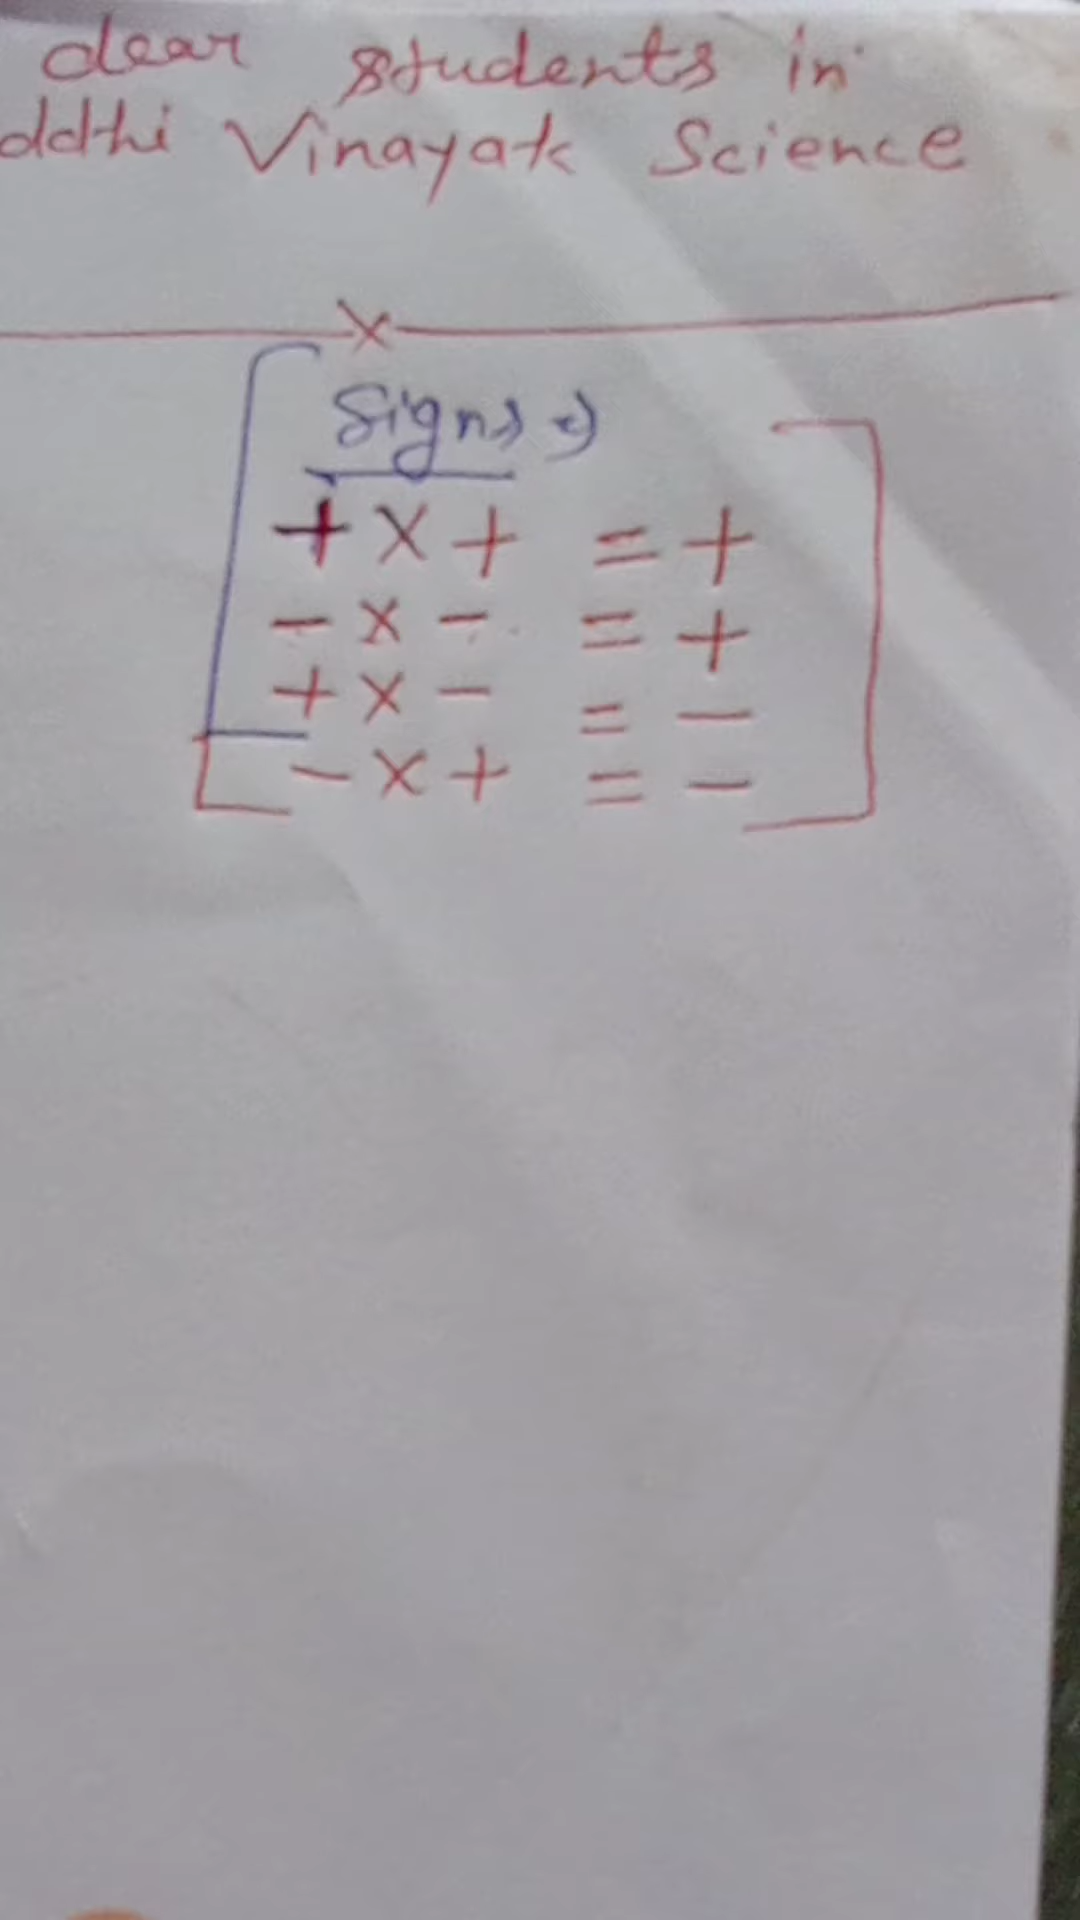 dear students in
ddhi Vinayak Science
x
Signs ⇒
+ × + = +
- × - = +
+ × - = -
- × + = -